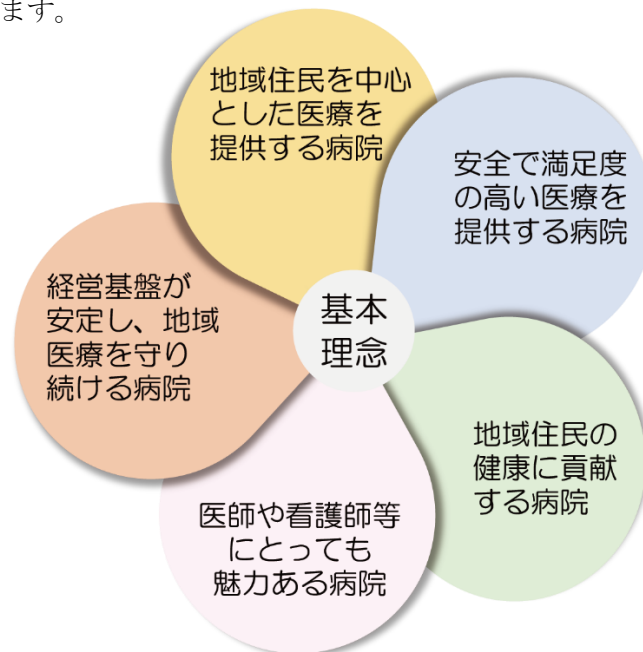 ます。
地域住民を中心
とした医療を
提供する病院
安全で満足度
の高い医療を
提供する病院
経営基盤が
安定し、地域
医療を守り
続ける病院
基本
理念
地域住民の
健康に貢献
する病院
医師や看護師等
にとっても
魅力ある病院